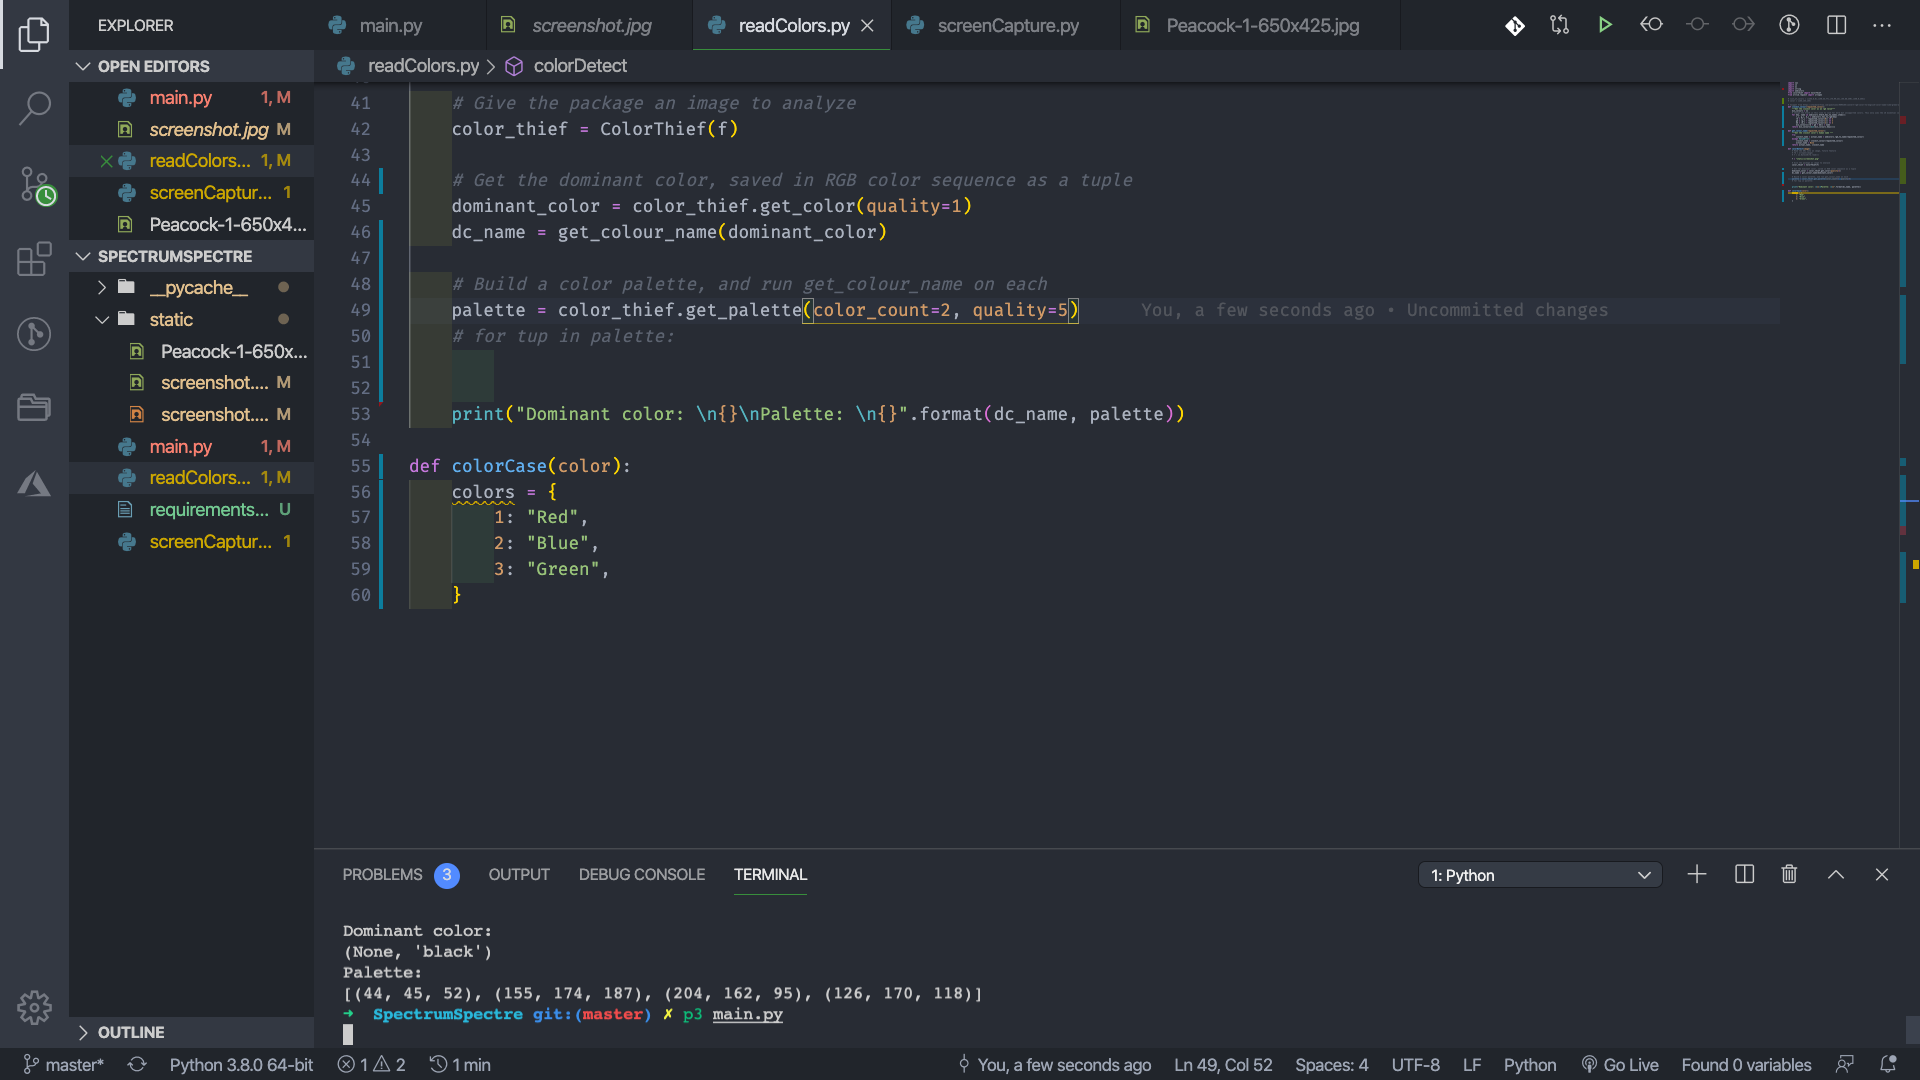 EXPLORER
main.py
screenshot.jpg
readColors.py
screenCapture.py
Peacock-1-650x425.jpg
OPEN EDITORS
main.py 1, M
screenshot.jpg M
readColors... 1, M
screenCaptur... 1
Peacock-1-650x4...
SPECTRUMSPECTRE
__pycache__
static
Peacock-1-650x...
screenshot.... M
screenshot.... M
main.py 1, M
readColors... 1, M
requirements... U
screenCaptur... 1
OUTLINE
readColors.py > colorDetect
41 # Give the package an image to analyze
42 color_thief = ColorThief(f)
43
44 # Get the dominant color, saved in RGB color sequence as a tuple
45 dominant_color = color_thief.get_color(quality=1)
46 dc_name = get_colour_name(dominant_color)
47
48 # Build a color palette, and run get_colour_name on each
49 palette = color_thief.get_palette(color_count=2, quality=5) You, a few seconds ago • Uncommitted changes
50 # for tup in palette:
51
52
53 print("Dominant color: \n{}\nPalette: \n{}".format(dc_name, palette))
54
55 def colorCase(color):
56 colors = {
57 1: "Red",
58 2: "Blue",
59 3: "Green",
60 }
PROBLEMS 3 OUTPUT DEBUG CONSOLE TERMINAL
1: Python
Dominant color:
(None, 'black')
Palette:
[(44, 45, 52), (155, 174, 187), (204, 162, 95), (126, 170, 118)]
➜ SpectrumSpectre git:(master) ✗ p3 main.py
master* Python 3.8.0 64-bit 1 2 1 min You, a few seconds ago Ln 49, Col 52 Spaces: 4 UTF-8 LF Python Go Live Found 0 variables